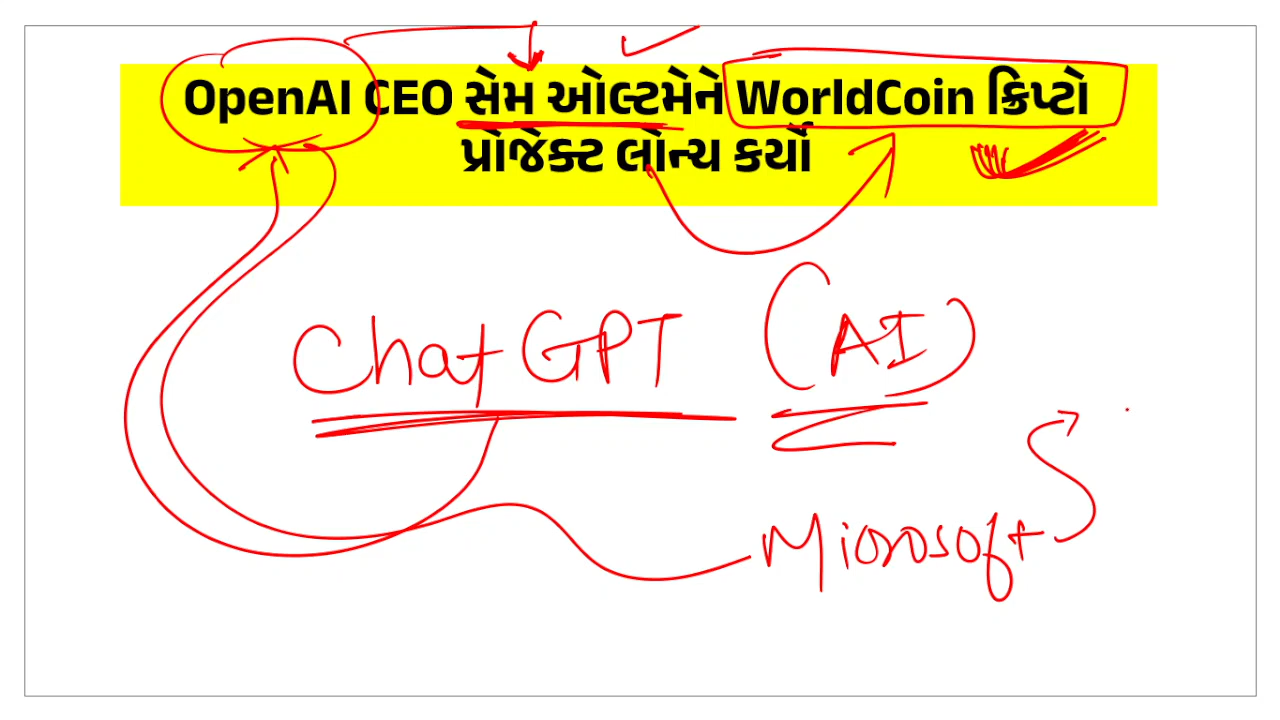 OpenAI CEO સેમ ઓલ્ટમેને WorldCoin ક્રિપ્ટો
પ્રોજેક્ટ લોન્ચ કર્યો
ChatGPT (AI)
Microsoft